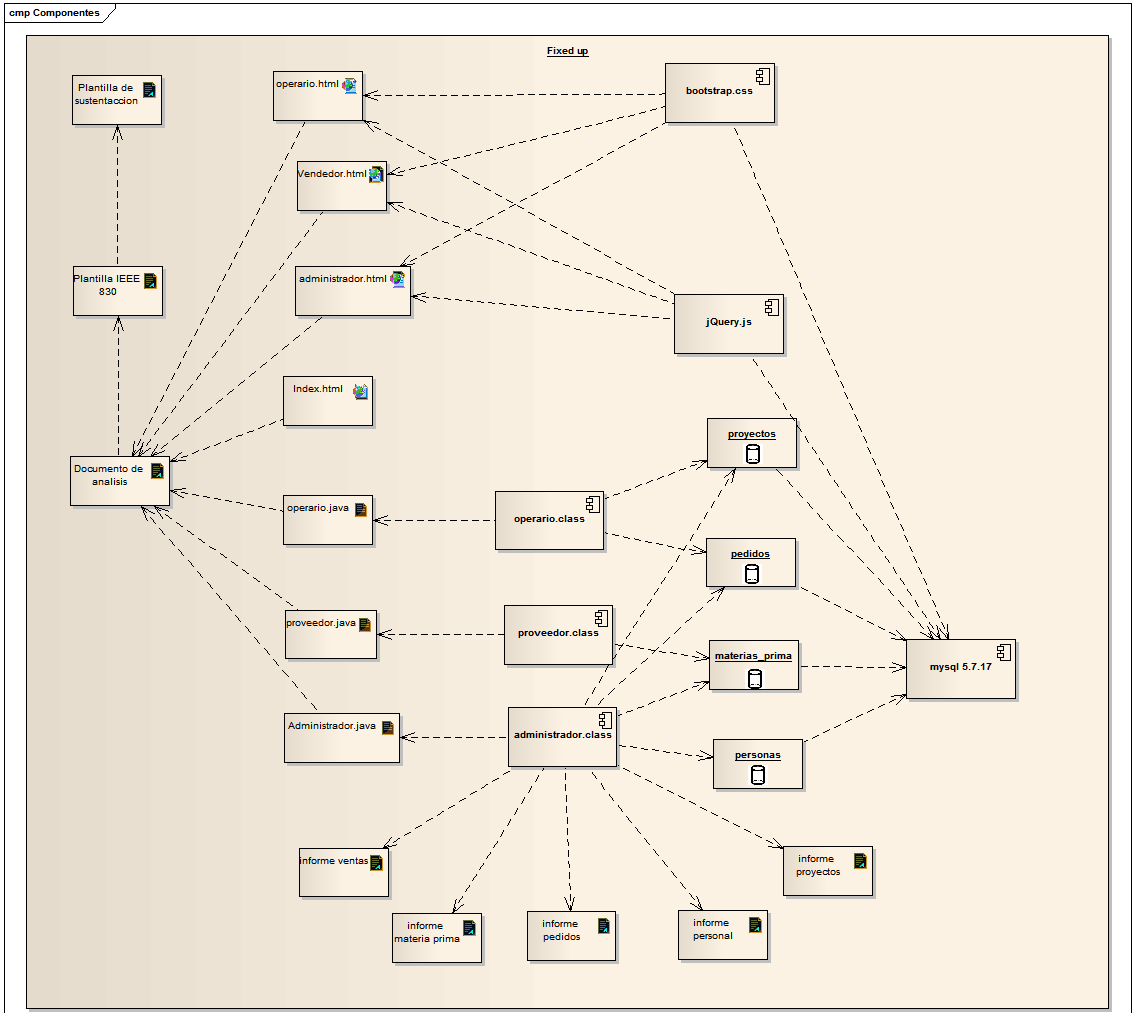 cmp Componentes
Fixed up
Plantilla de
sustentaccion
operario.html
bootstrap.css
Vendedor.html
Plantilla IEEE
830
administrador.html
jQuery.js
Index.html
proyectos
Documento de
analisis
operario.java
operario.class
pedidos
proveedor.java
proveedor.class
materias_prima
mysql 5.7.17
Administrador.java
administrador.class
personas
informe ventas
informe
proyectos
informe
materia prima
informe
pedidos
informe
personal